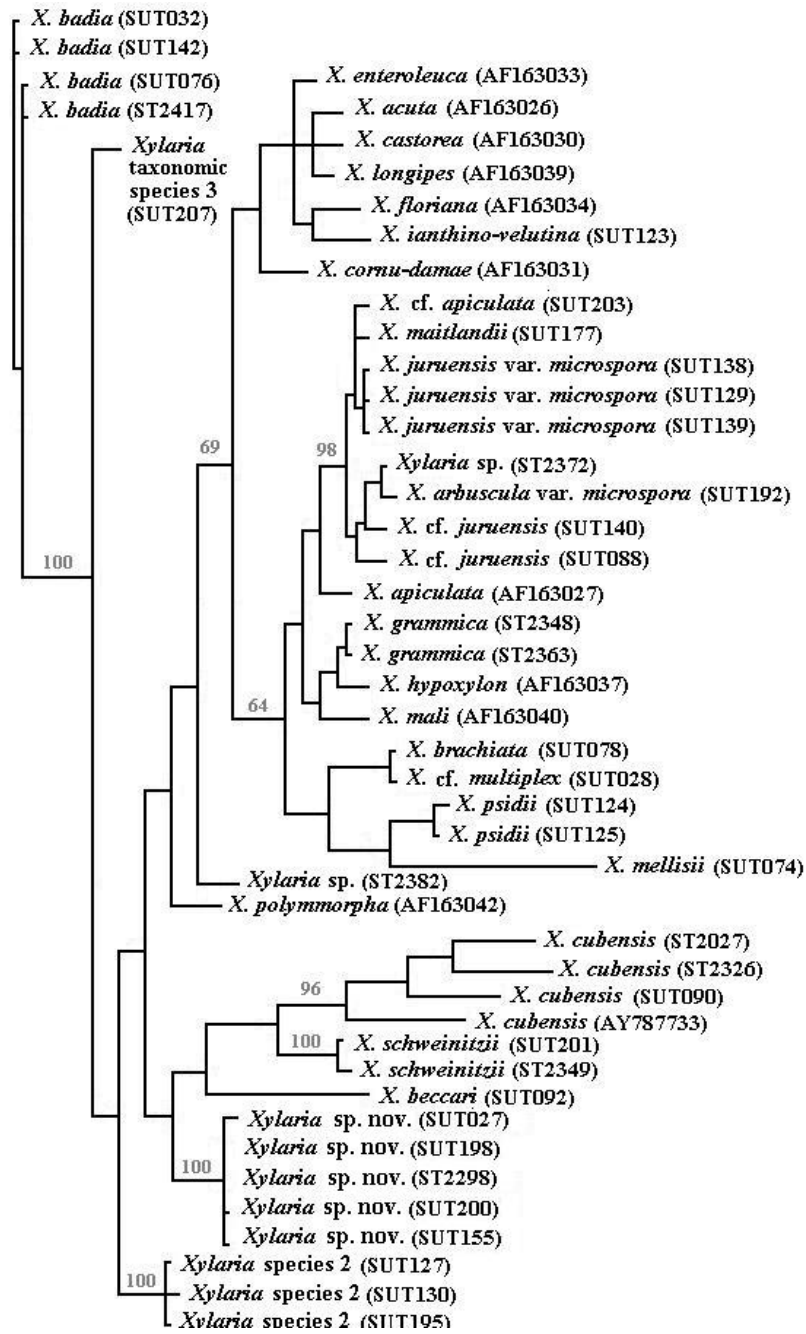 X. badia (SUT032)
X. badia (SUT142)
X. badia (SUT076)
X. badia (ST2417)
Xylaria
taxonomic
species 3
(SUT207)
X. enteroleuca (AF163033)
X. acuta (AF163026)
X. castorea (AF163030)
X. longipes (AF163039)
X. floriana (AF163034)
X. ianthino-velutina (SUT123)
X. cornu-damae (AF163031)
X. cf. apiculata (SUT203)
X. maitlandii (SUT177)
X. juruensis var. microspora (SUT138)
X. juruensis var. microspora (SUT129)
X. juruensis var. microspora (SUT139)
69
98
Xylaria sp. (ST2372)
X. arbuscula var. microspora (SUT192)
X. cf. juruensis (SUT140)
X. cf. juruensis (SUT088)
100
X. apiculata (AF163027)
X. grammica (ST2348)
X. grammica (ST2363)
X. hypoxylon (AF163037)
64
X. mali (AF163040)
X. brachiata (SUT078)
X. cf. multiplex (SUT028)
X. psidii (SUT124)
X. psidii (SUT125)
X. mellisii (SUT074)
Xylaria sp. (ST2382)
X. polymmorpha (AF163042)
X. cubensis (ST2027)
X. cubensis (ST2326)
96
X. cubensis (SUT090)
X. cubensis (AY787733)
100
X. schweinitzii (SUT201)
X. schweinitzii (ST2349)
X. beccari (SUT092)
Xylaria sp. nov. (SUT027)
Xylaria sp. nov. (SUT198)
100
Xylaria sp. nov. (ST2298)
Xylaria sp. nov. (SUT200)
Xylaria sp. nov. (SUT155)
Xylaria species 2 (SUT127)
100
Xylaria species 2 (SUT130)
Xylaria species 2 (SUT195)